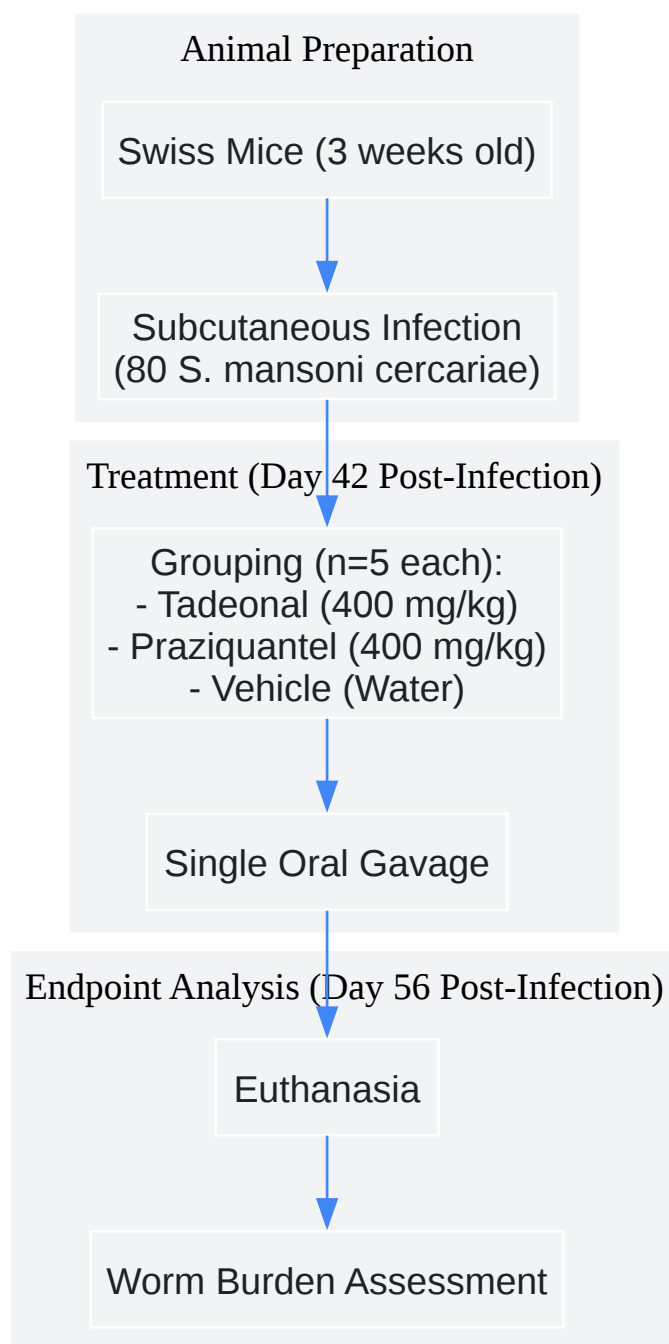 Animal Preparation
Swiss Mice (3 weeks old)
Subcutaneous Infection
(80 S. mansoni cercariae)
Treatment (Day 42 Post-Infection)
Grouping (n=5 each):
- Tadeonal (400 mg/kg)
- Praziquantel (400 mg/kg)
- Vehicle (Water)
Single Oral Gavage
Endpoint Analysis (Day 56 Post-Infection)
Euthanasia
Worm Burden Assessment